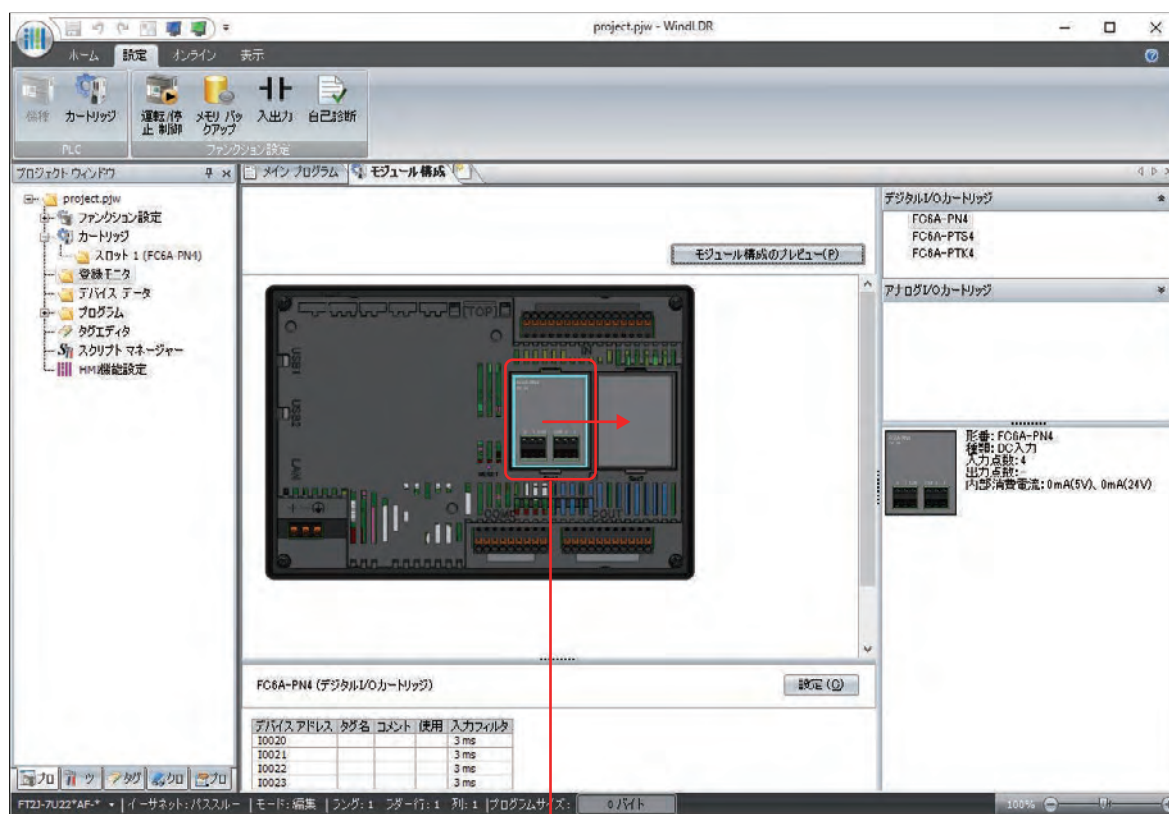 project.pjw - WindLDR
ホーム 設定 オンライン 表示
機種 カートリッジ 運転/停止 制御 メモリ バックアップ 入出力 自己診断
PLC ファンクション設定
プロジェクト ウィンドウ
メイン プログラム モジュール構成
project.pjw
ファンクション設定
カートリッジ
スロット 1 (FC6A-PN4)
登録モニタ
デバイス データ
プログラム
タグエディタ
スクリプト マネージャー
HMI機能設定
モジュール構成のプレビュー(P)
[TOP]
IN
USB1
USB2
LAN
COM2
OUT
デジタルI/Oカートリッジ
FC6A-PN4
FC6A-PTS4
FC6A-PTK4
アナログI/Oカートリッジ
形番: FC6A-PN4
種類: DC入力
入力点数: 4
出力点数: -
内部消費電流: 0mA(5V)、0mA(24V)
FC6A-PN4 (デジタルI/Oカートリッジ)
設定 (O)
デバイス アドレス タグ名 コメント 使用 入力フィルタ
I0020 3 ms
I0021 3 ms
I0022 3 ms
I0023 3 ms
プロ ツ タグ クロ プロ
FT2J-7U22*AF-* イーサネット: パススルー モード: 編集 ラング: 1 ラダー行: 1 列: 1 プログラムサイズ: 0 バイト 100%